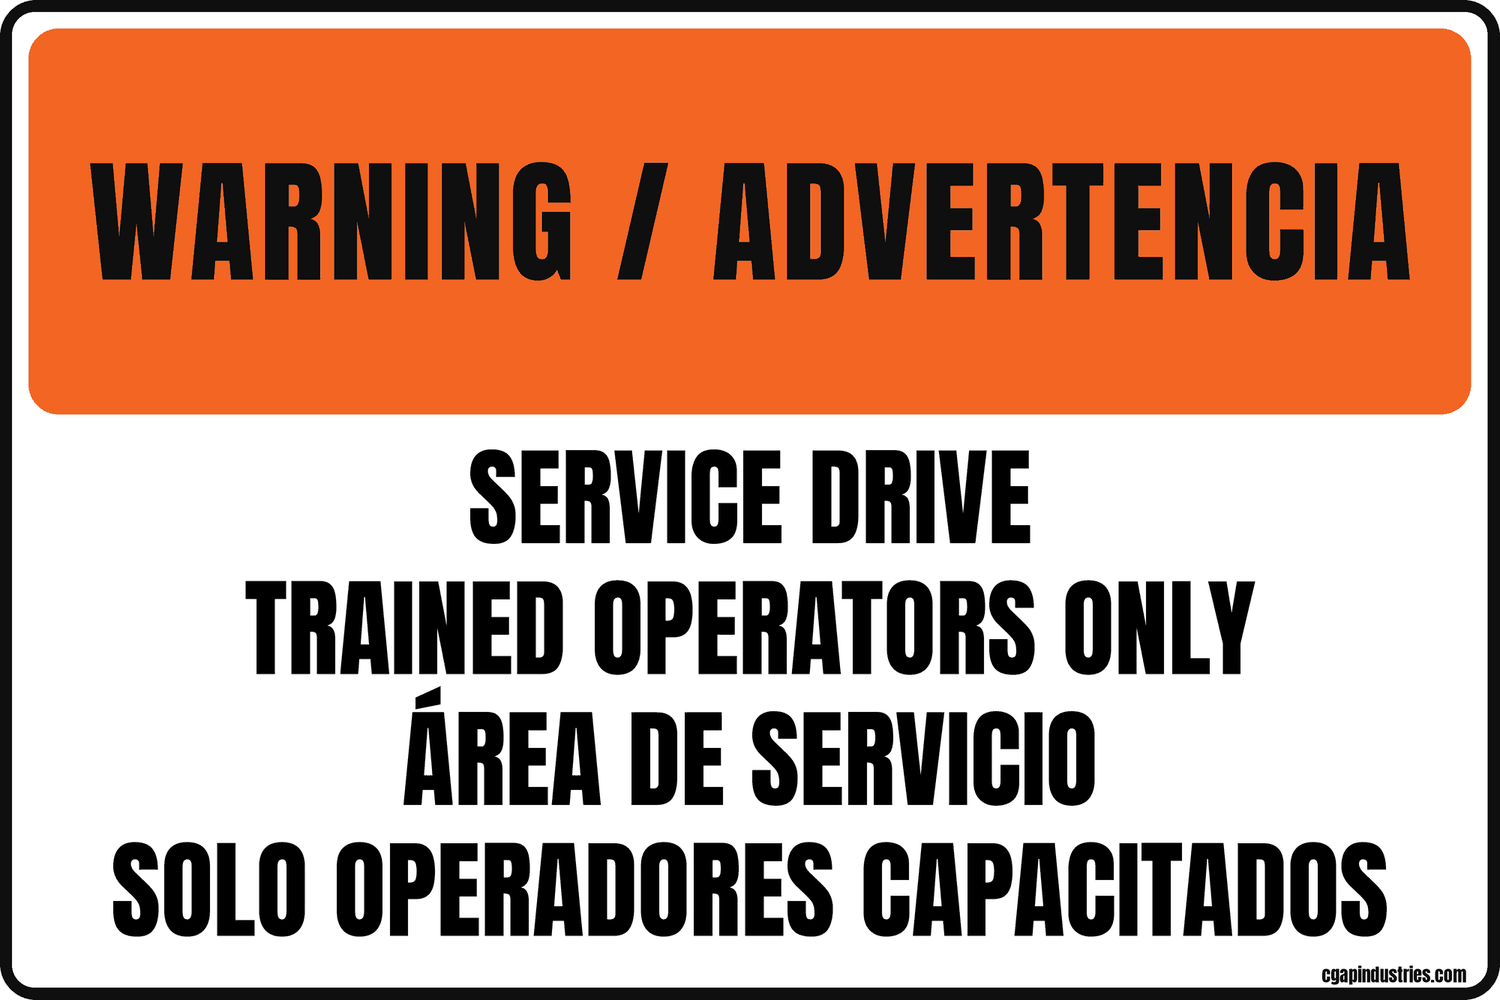 WARNING / ADVERTENCIA
SERVICE DRIVE
TRAINED OPERATORS ONLY
ÁREA DE SERVICIO
SOLO OPERADORES CAPACITADOS
cgapindustries.com